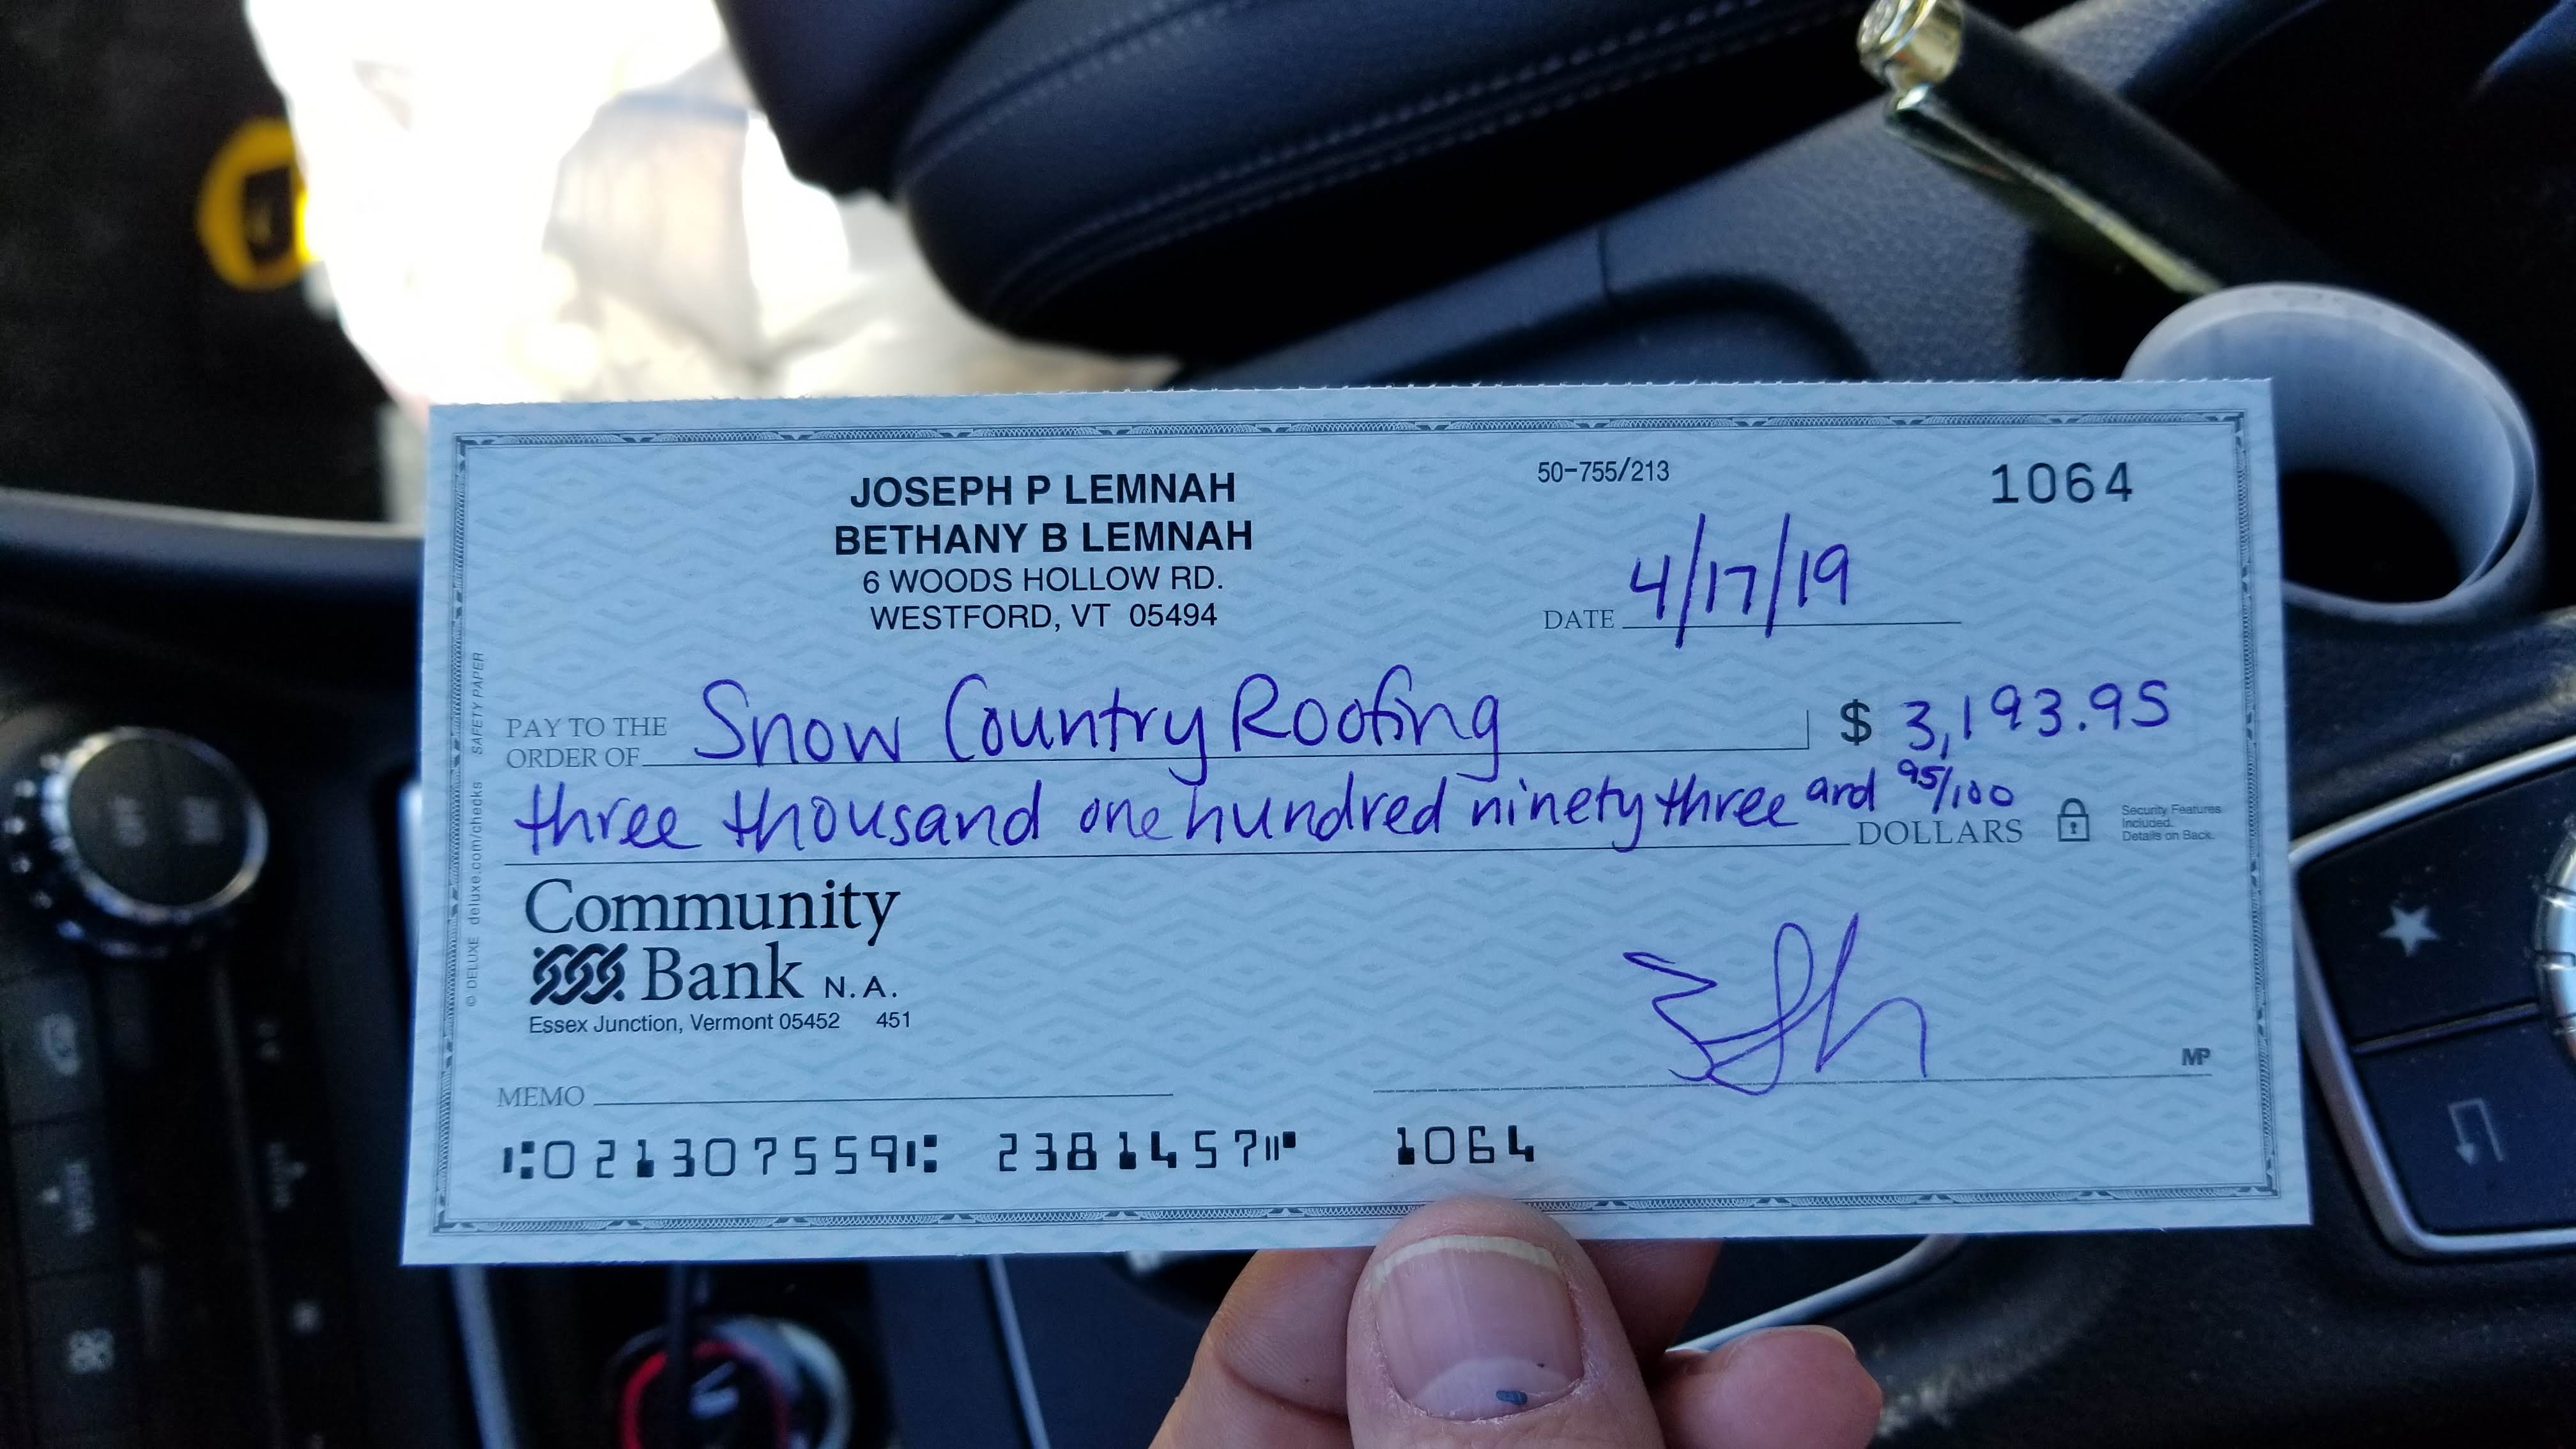 JOSEPH P LEMNAH
BETHANY B LEMNAH
6 WOODS HOLLOW RD.
WESTFORD, VT 05494
50-755/213
1064
DATE 4/17/19
PAY TO THE
ORDER OF Snow Country Roofing $ 3,193.95
three thousand one hundred ninety three and 95/100 DOLLARS
Security Features
Included.
Details on Back.
Community
Bank N.A.
Essex Junction, Vermont 05452 451
MEMO
MP
⑆021307559⑆ 2381457⑈ 1064
© DELUXE deluxe.com/checks SAFETY PAPER
MODE
OFF
MODE
A/C